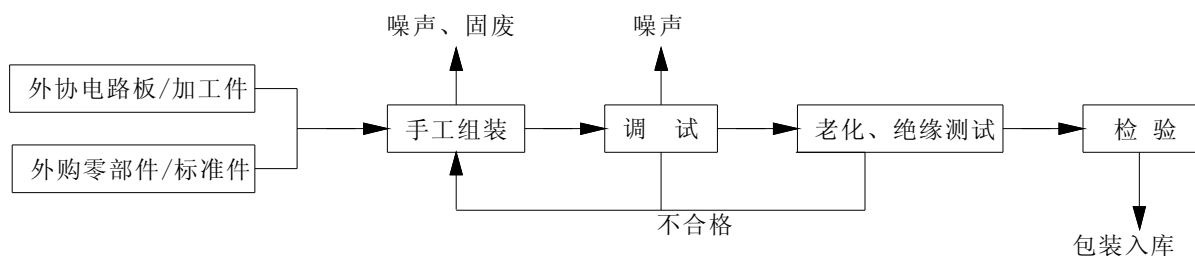 噪声、固废
噪声
外协电路板/加工件
手工组装
调 试
老化、绝缘测试
检 验
外购零部件/标准件
不合格
包装入库